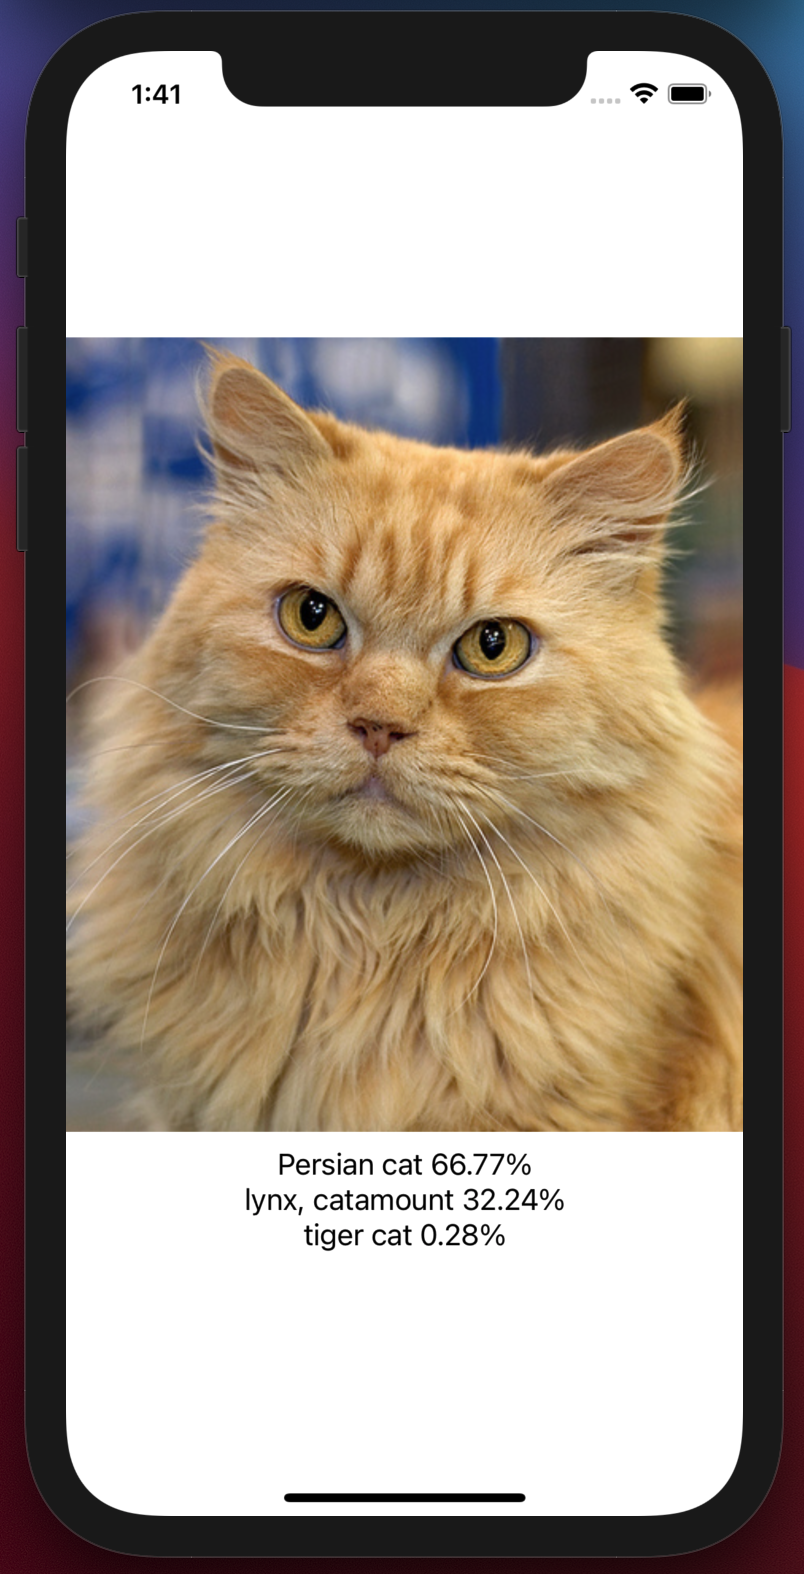 1:41
Persian cat 66.77%
lynx, catamount 32.24%
tiger cat 0.28%